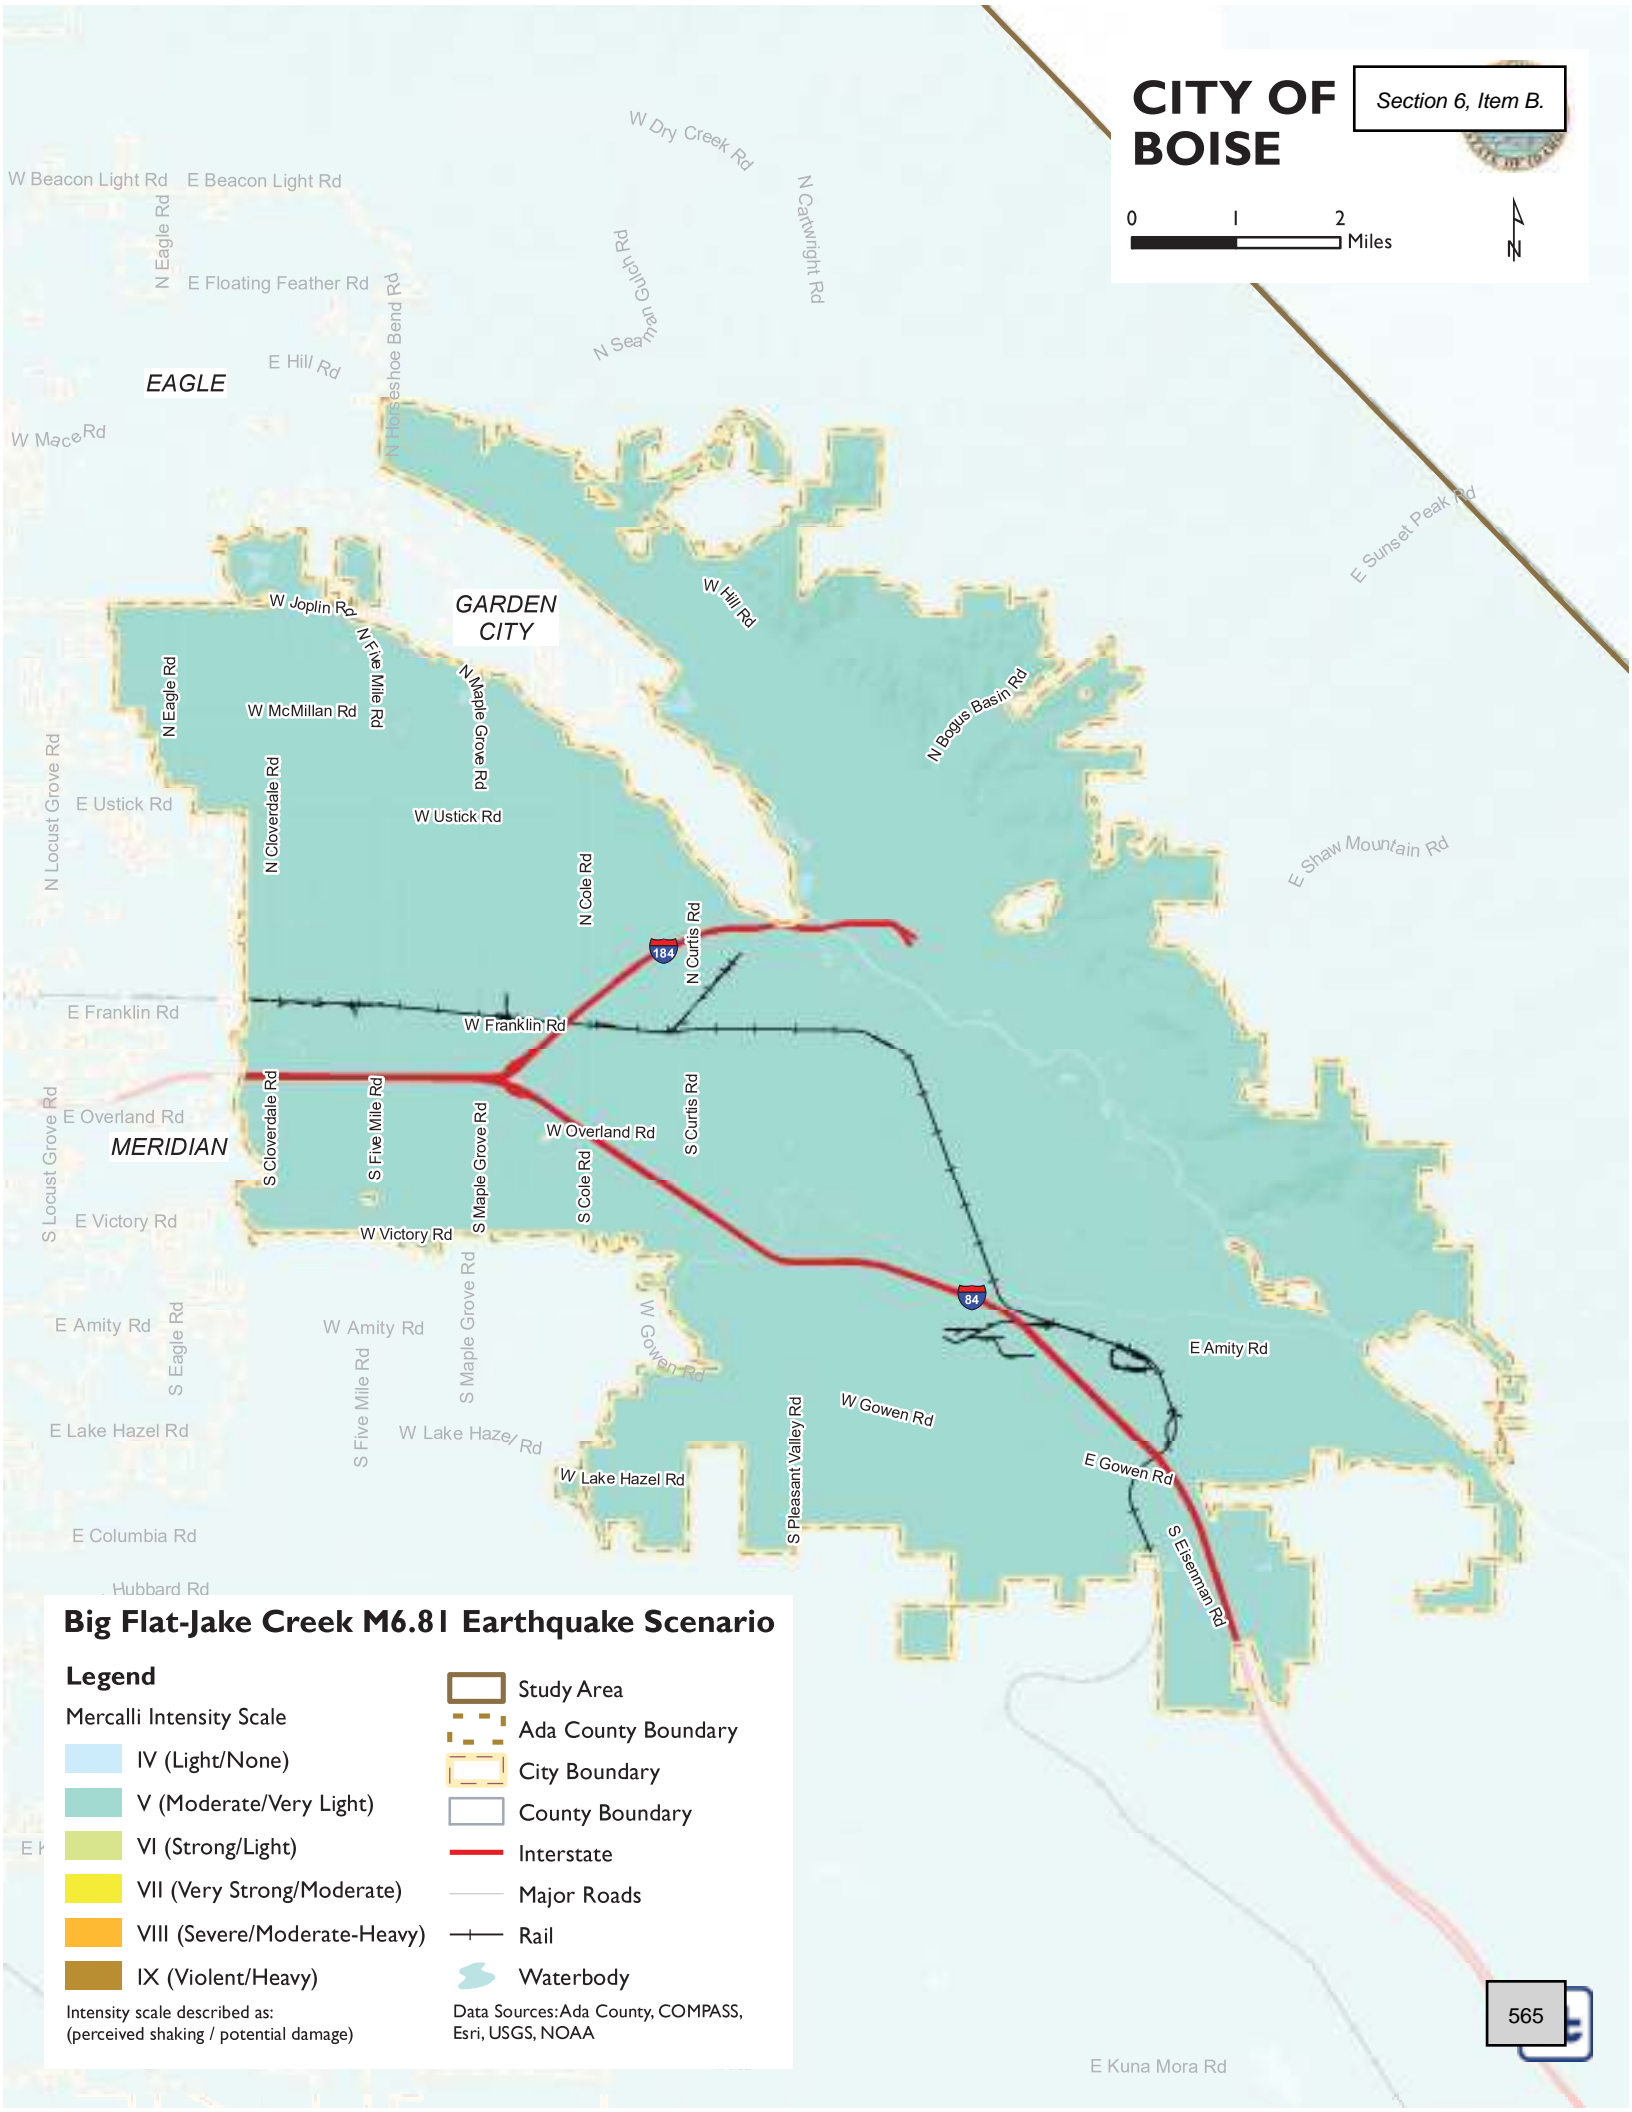 CITY OF
BOISE
Section 6, Item B.
STATE OF IDAHO
0 1 2
Miles
N
W Dry Creek Rd
W Beacon Light Rd
E Beacon Light Rd
N Eagle Rd
N Cartwright Rd
E Floating Feather Rd
N Horseshoe Bend Rd
N Seaman Gulch Rd
E Hill Rd
EAGLE
W Mace Rd
E Sunset Peak Rd
W Hill Rd
GARDEN
CITY
W Joplin Rd
N Five Mile Rd
N Eagle Rd
N Maple Grove Rd
W McMillan Rd
N Bogus Basin Rd
N Locust Grove Rd
N Cloverdale Rd
E Ustick Rd
W Ustick Rd
E Shaw Mountain Rd
N Cole Rd
N Curtis Rd
184
E Franklin Rd
W Franklin Rd
S Cloverdale Rd
S Five Mile Rd
S Curtis Rd
S Locust Grove Rd
E Overland Rd
W Overland Rd
S Maple Grove Rd
MERIDIAN
S Cole Rd
E Victory Rd
W Victory Rd
S Maple Grove Rd
84
S Eagle Rd
E Amity Rd
W Amity Rd
W Gowen Rd
E Amity Rd
S Five Mile Rd
S Pleasant Valley Rd
W Gowen Rd
E Lake Hazel Rd
W Lake Hazel Rd
W Lake Hazel Rd
E Gowen Rd
E Columbia Rd
S Eisenman Rd
Hubbard Rd
E K
Big Flat-Jake Creek M6.81 Earthquake Scenario
Legend
Mercalli Intensity Scale
IV (Light/None)
V (Moderate/Very Light)
VI (Strong/Light)
VII (Very Strong/Moderate)
VIII (Severe/Moderate-Heavy)
IX (Violent/Heavy)
Intensity scale described as:
(perceived shaking / potential damage)
Study Area
Ada County Boundary
City Boundary
County Boundary
Interstate
Major Roads
Rail
Waterbody
Data Sources: Ada County, COMPASS,
Esri, USGS, NOAA
565
E Kuna Mora Rd